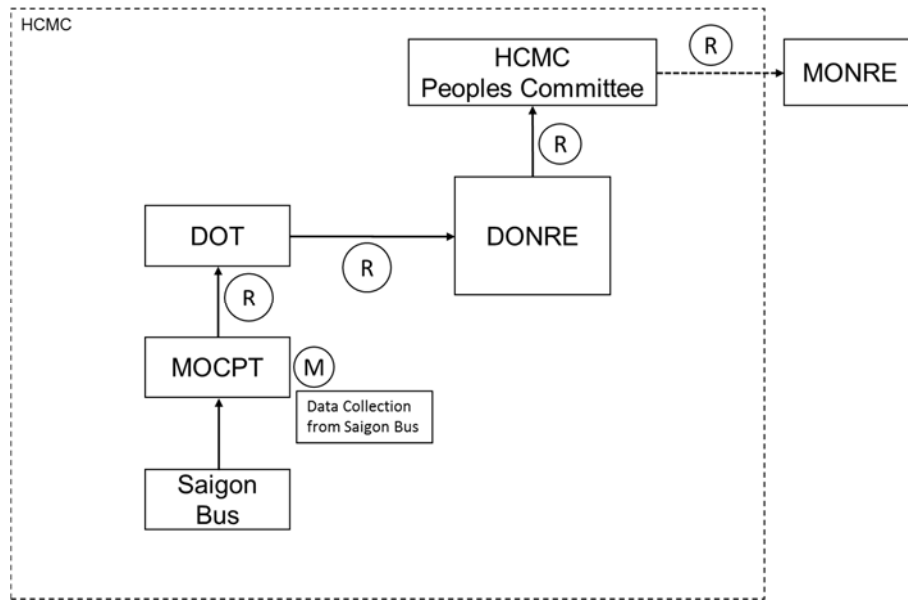 HCMC
HCMC
Peoples Committee
R
MONRE
R
DOT
R
DONRE
R
MOCPT
M
Data Collection
from Saigon Bus
Saigon
Bus